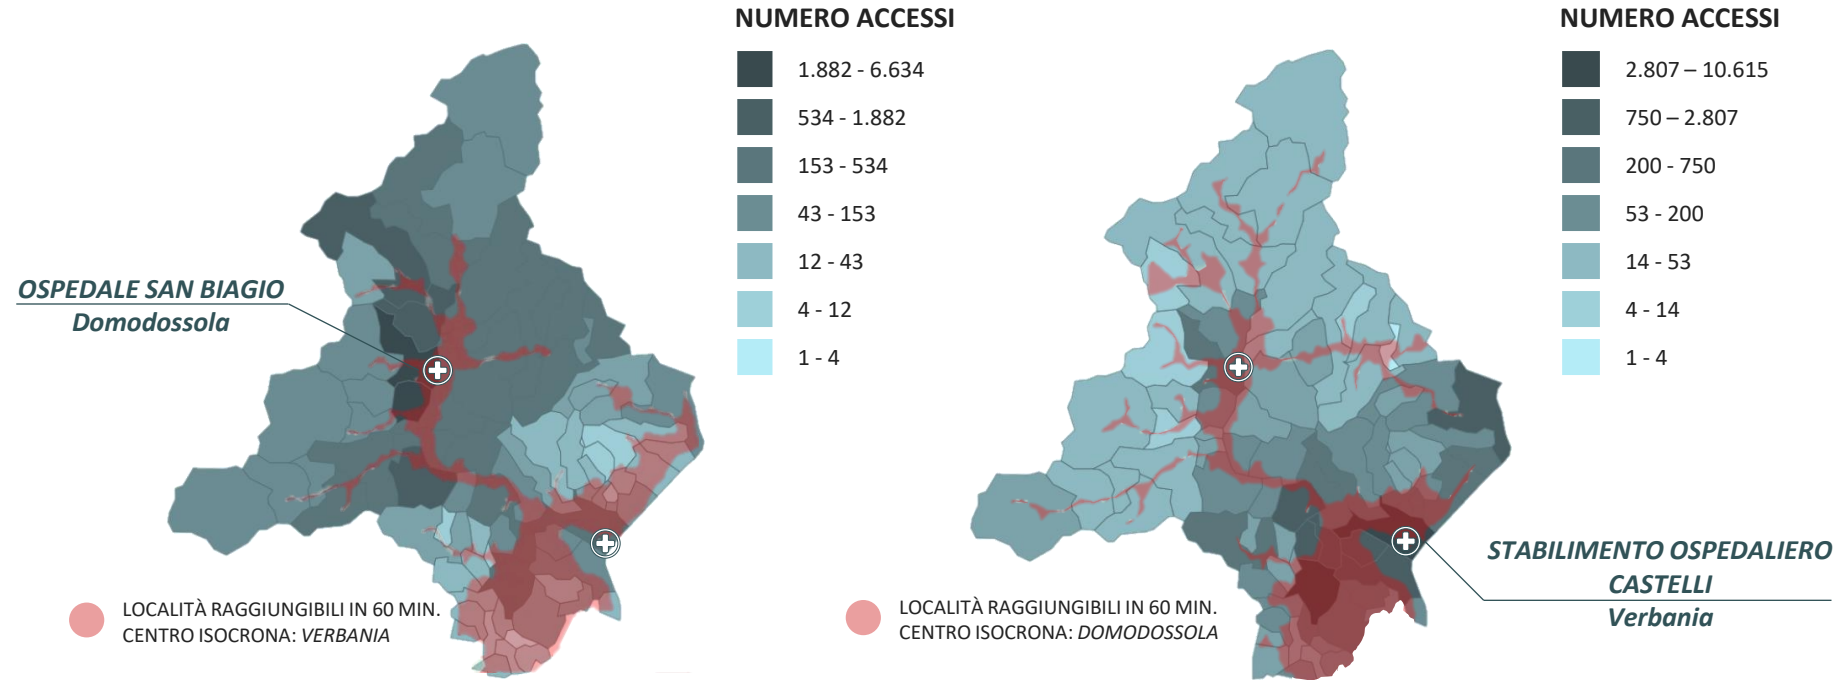 NUMERO ACCESSI
1.882 - 6.634
534 - 1.882
153 - 534
43 - 153
12 - 43
4 - 12
1 - 4
OSPEDALE SAN BIAGIO
Domodossola
LOCALITÀ RAGGIUNGIBILI IN 60 MIN.
CENTRO ISOCRONA: VERBANIA
NUMERO ACCESSI
2.807 – 10.615
750 – 2.807
200 - 750
53 - 200
14 - 53
4 - 14
1 - 4
STABILIMENTO OSPEDALIERO
CASTELLI
Verbania
LOCALITÀ RAGGIUNGIBILI IN 60 MIN.
CENTRO ISOCRONA: DOMODOSSOLA